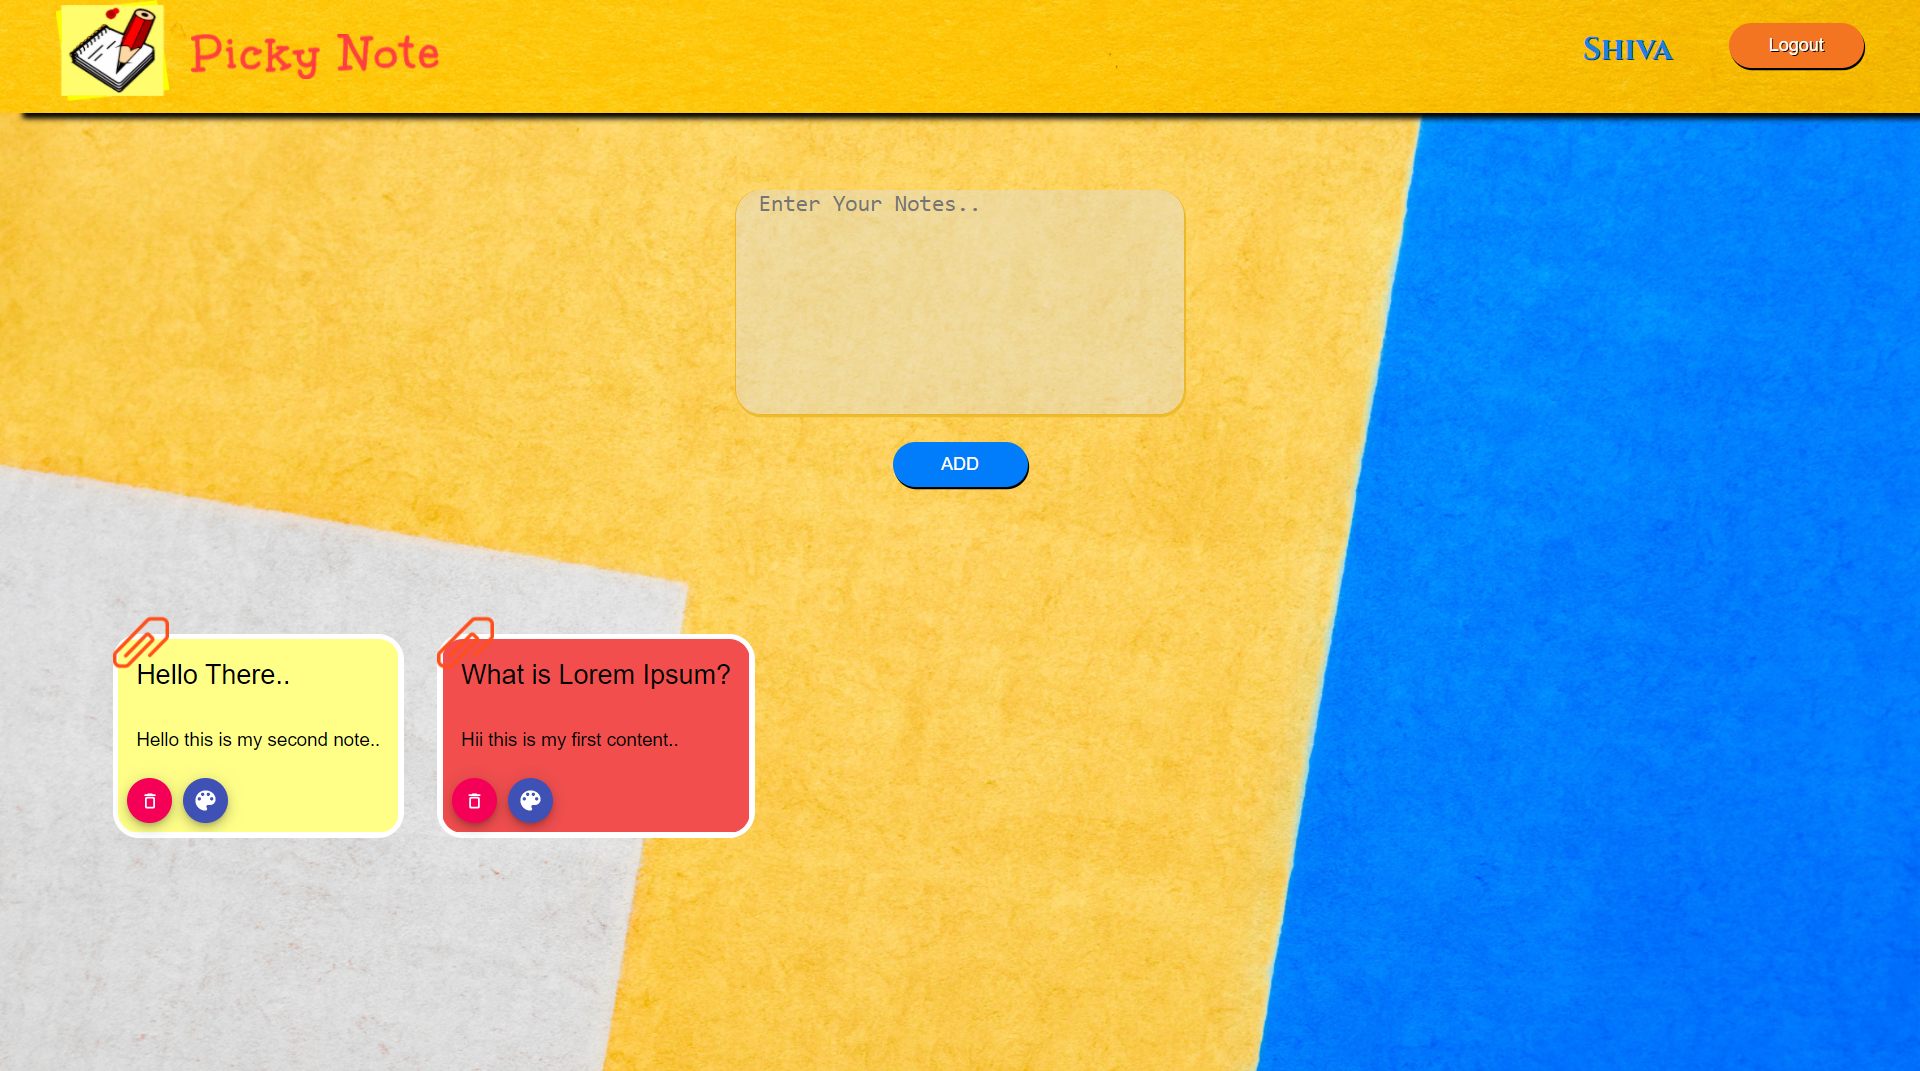 Picky Note
Shiva
Logout
Enter Your Notes..
ADD
Hello There..
Hello this is my second note..
What is Lorem Ipsum?
Hii this is my first content..